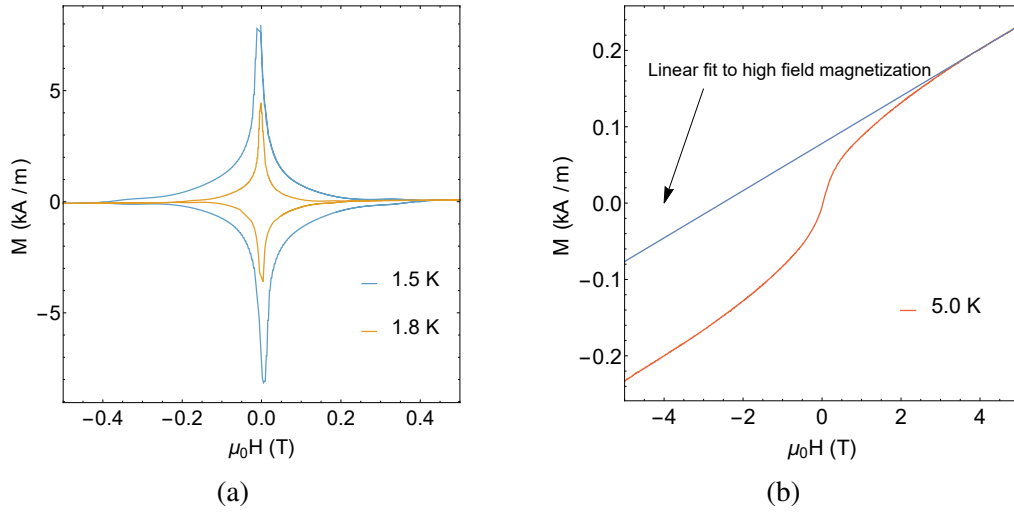 M (kA / m)
5
0
−5
−0.4
−0.2
0.0
0.2
0.4
μ0H (T)
1.5 K
1.8 K
(a)
M (kA / m)
0.2
0.1
0.0
−0.1
−0.2
−4
−2
0
2
4
μ0H (T)
Linear fit to high field magnetization
5.0 K
(b)